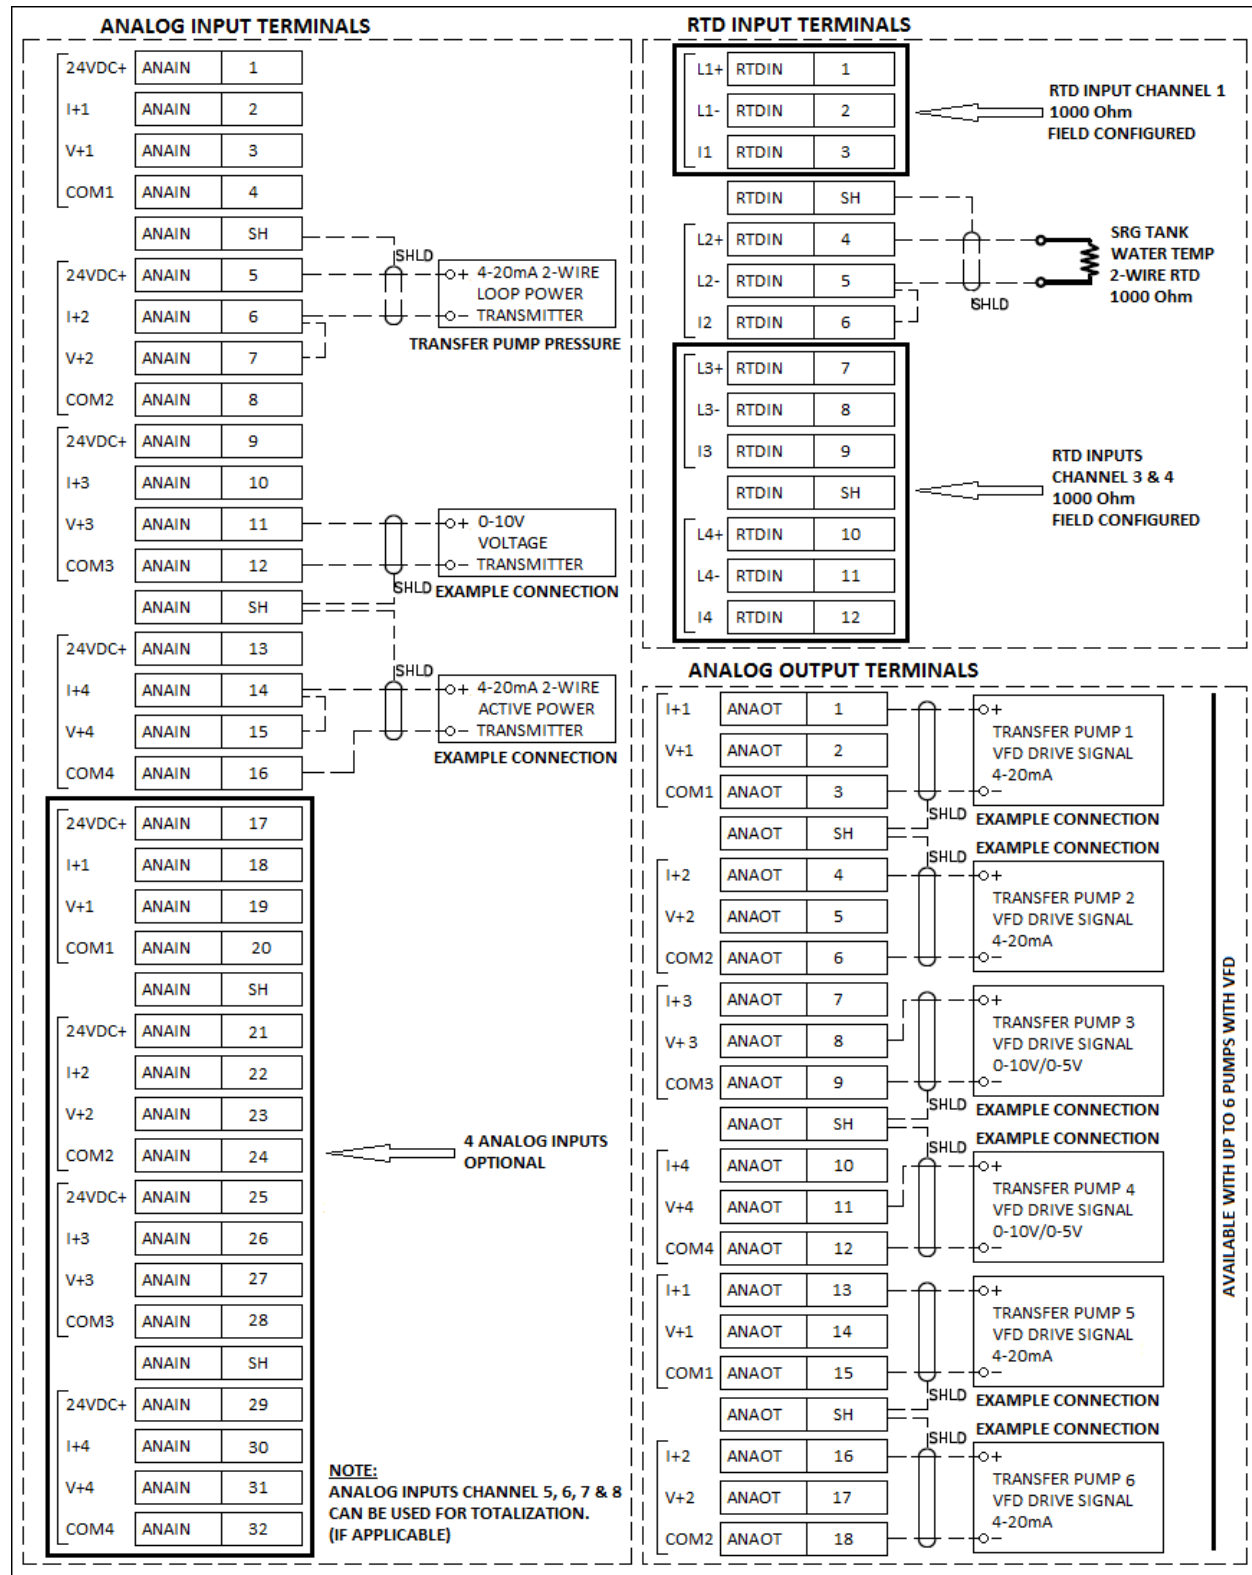 ANALOG INPUT TERMINALS
24VDC+ ANAIN 1
I+1 ANAIN 2
V+1 ANAIN 3
COM1 ANAIN 4
ANAIN SH
SHLD
24VDC+ ANAIN 5
+ 4-20mA 2-WIRE
LOOP POWER
I+2 ANAIN 6
- TRANSMITTER
TRANSFER PUMP PRESSURE
V+2 ANAIN 7
COM2 ANAIN 8
24VDC+ ANAIN 9
I+3 ANAIN 10
V+3 ANAIN 11
+ 0-10V
VOLTAGE
COM3 ANAIN 12
- TRANSMITTER
SHLD
EXAMPLE CONNECTION
ANAIN SH
24VDC+ ANAIN 13
SHLD
I+4 ANAIN 14
+ 4-20mA 2-WIRE
ACTIVE POWER
V+4 ANAIN 15
- TRANSMITTER
EXAMPLE CONNECTION
COM4 ANAIN 16
24VDC+ ANAIN 17
I+1 ANAIN 18
V+1 ANAIN 19
COM1 ANAIN 20
ANAIN SH
24VDC+ ANAIN 21
I+2 ANAIN 22
V+2 ANAIN 23
COM2 ANAIN 24
4 ANALOG INPUTS
OPTIONAL
24VDC+ ANAIN 25
I+3 ANAIN 26
V+3 ANAIN 27
COM3 ANAIN 28
ANAIN SH
24VDC+ ANAIN 29
I+4 ANAIN 30
V+4 ANAIN 31
COM4 ANAIN 32
NOTE:
ANALOG INPUTS CHANNEL 5, 6, 7 & 8
CAN BE USED FOR TOTALIZATION.
(IF APPLICABLE)
RTD INPUT TERMINALS
L1+ RTDIN 1
L1- RTDIN 2
I1 RTDIN 3
RTD INPUT CHANNEL 1
1000 Ohm
FIELD CONFIGURED
RTDIN SH
L2+ RTDIN 4
L2- RTDIN 5
I2 RTDIN 6
SHLD
SRG TANK
WATER TEMP
2-WIRE RTD
1000 Ohm
L3+ RTDIN 7
L3- RTDIN 8
I3 RTDIN 9
RTDIN SH
L4+ RTDIN 10
L4- RTDIN 11
I4 RTDIN 12
RTD INPUTS
CHANNEL 3 & 4
1000 Ohm
FIELD CONFIGURED
ANALOG OUTPUT TERMINALS
I+1 ANAOT 1
V+1 ANAOT 2
COM1 ANAOT 3
+
TRANSFER PUMP 1
VFD DRIVE SIGNAL
4-20mA
-
SHLD
EXAMPLE CONNECTION
ANAOT SH
EXAMPLE CONNECTION
SHLD
I+2 ANAOT 4
V+2 ANAOT 5
COM2 ANAOT 6
+
TRANSFER PUMP 2
VFD DRIVE SIGNAL
4-20mA
-
I+3 ANAOT 7
V+3 ANAOT 8
COM3 ANAOT 9
+
TRANSFER PUMP 3
VFD DRIVE SIGNAL
0-10V/0-5V
-
SHLD
EXAMPLE CONNECTION
ANAOT SH
EXAMPLE CONNECTION
SHLD
I+4 ANAOT 10
V+4 ANAOT 11
COM4 ANAOT 12
+
TRANSFER PUMP 4
VFD DRIVE SIGNAL
0-10V/0-5V
-
I+1 ANAOT 13
V+1 ANAOT 14
COM1 ANAOT 15
+
TRANSFER PUMP 5
VFD DRIVE SIGNAL
4-20mA
-
SHLD
EXAMPLE CONNECTION
ANAOT SH
EXAMPLE CONNECTION
SHLD
I+2 ANAOT 16
V+2 ANAOT 17
COM2 ANAOT 18
+
TRANSFER PUMP 6
VFD DRIVE SIGNAL
4-20mA
-
AVAILABLE WITH UP TO 6 PUMPS WITH VFD